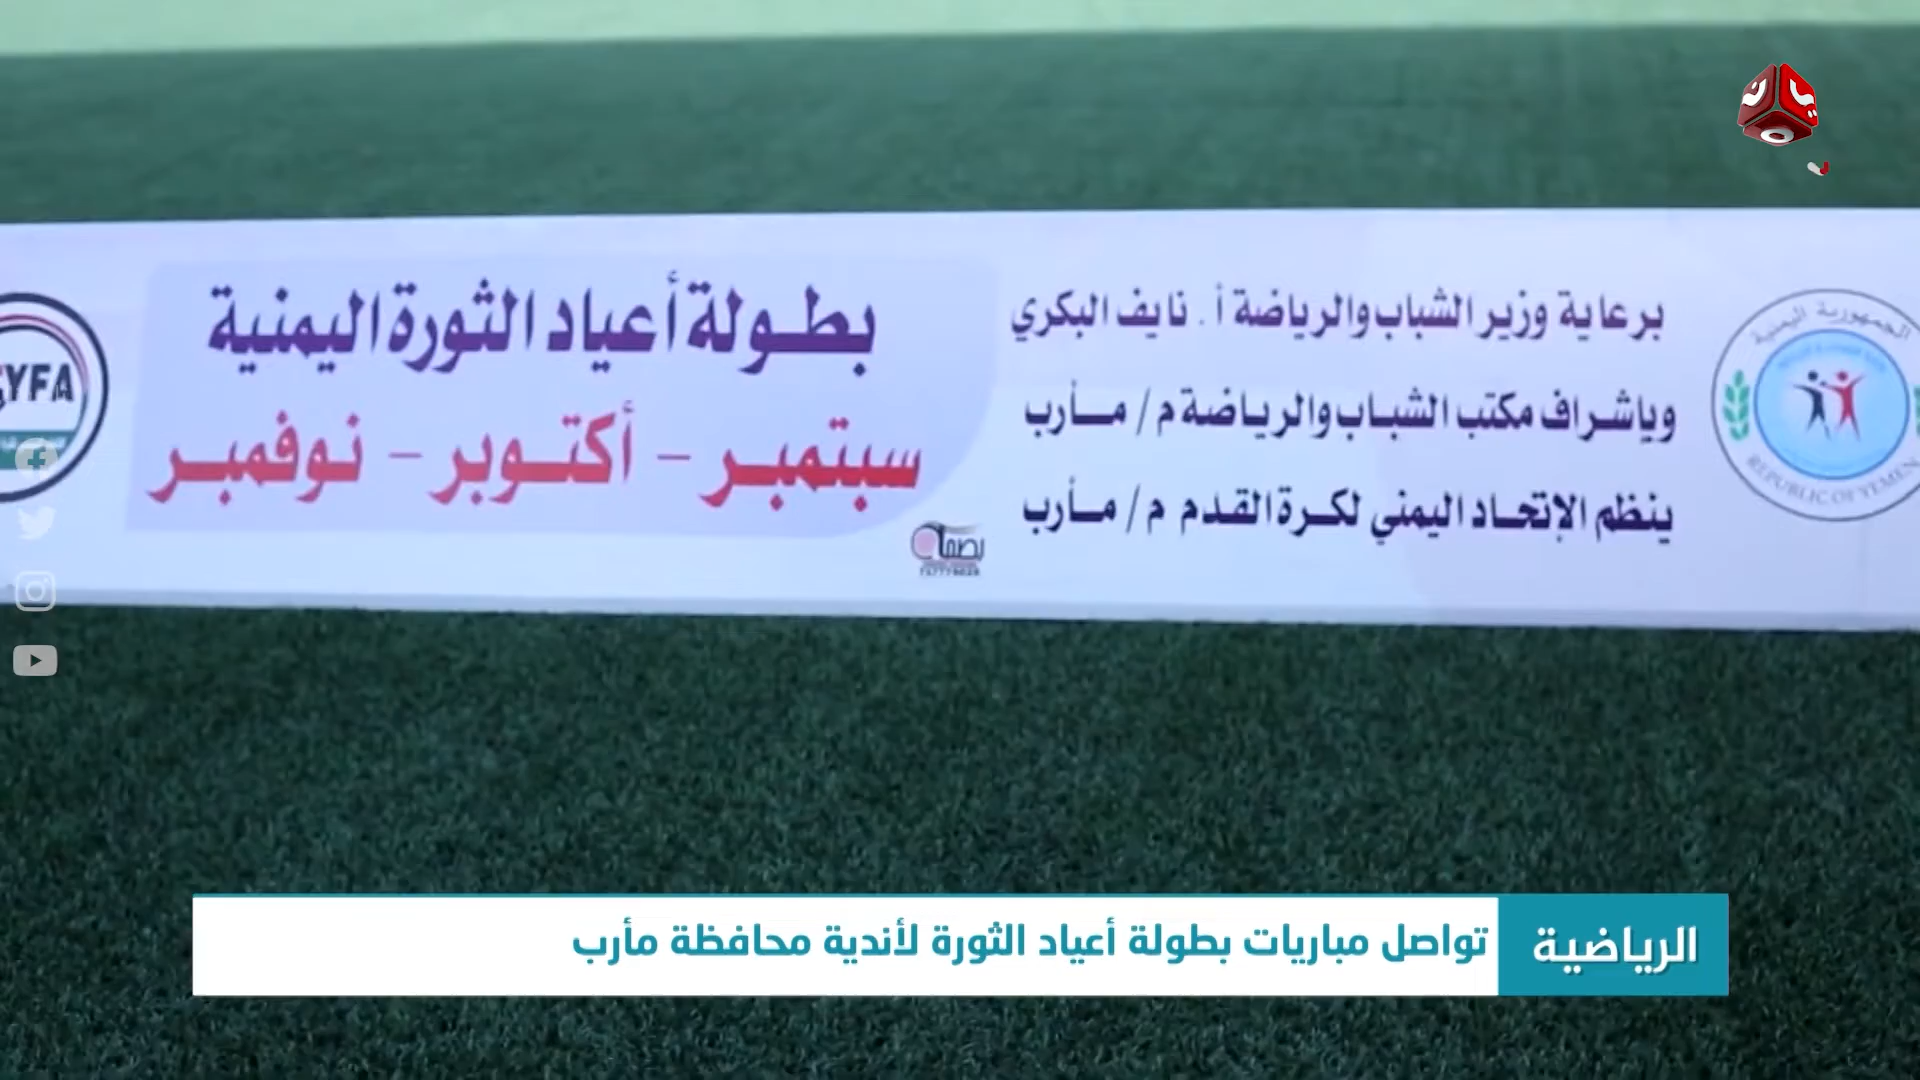 برعاية وزير الشباب والرياضة أ. نايف البكري
وباشراف مكتب الشباب والرياضة م/ مأرب
ينظم الإتحاد اليمني لكرة القدم م/ مأرب
بطولة أعياد الثورة اليمنية
سبتمبر - أكتوبر - نوفمبر
الجمهورية اليمنية
REPUBLIC OF YEMEN
YFA
بصمات
الرياضية
تواصل مباريات بطولة أعياد الثورة لأندية محافظة مأرب